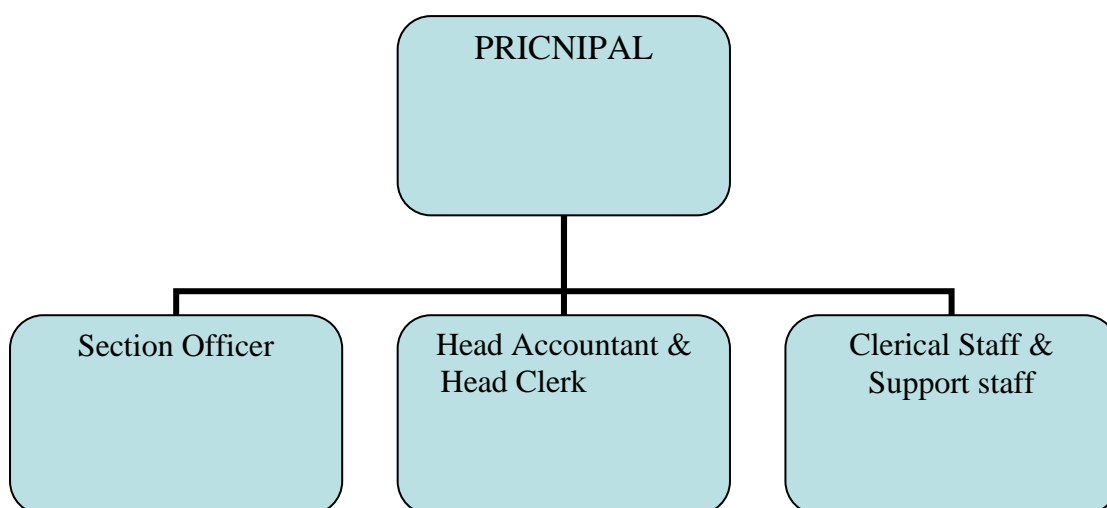 PRICNIPAL
Section Officer
Head Accountant &
Head Clerk
Clerical Staff &
Support staff